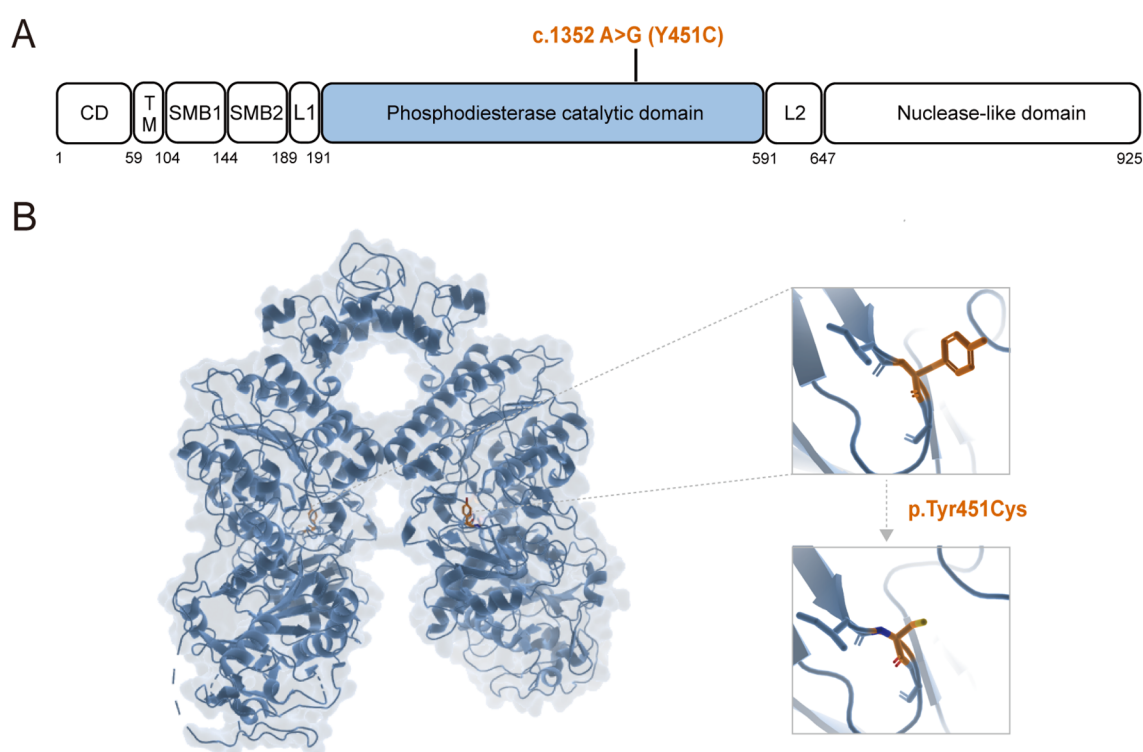 A
c.1352 A>G (Y451C)
CD
T
M
SMB1
SMB2
L1
Phosphodiesterase catalytic domain
L2
Nuclease-like domain
1
59
104
144
189
191
591
647
925
B
p.Tyr451Cys